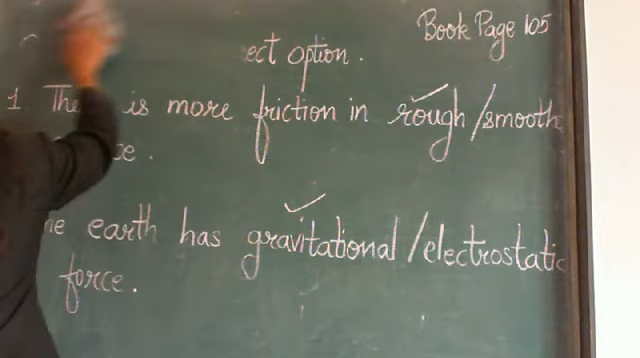 Book Page 105
ect option.
1. The is more friction in rough/smooth
ce.
he earth has gravitational/electrostatic
force.